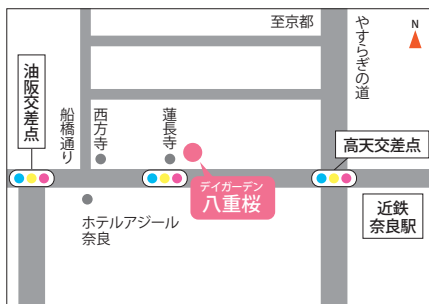 至京都
やすらぎの道
N
油阪交差点
船橋通り
西方寺
蓮長寺
高天交差点
デイガーデン
八重桜
近鉄
奈良駅
ホテルアジール
奈良